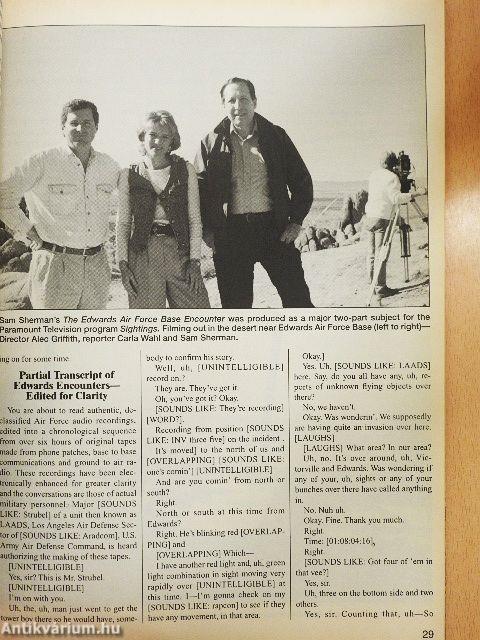 Sam Sherman's The Edwards Air Force Base Encounter was produced as a major two-part subject for the
Paramount Television program Sightings. Filming out in the desert near Edwards Air Force Base (left to right)—
Director Alec Griffith, reporter Carla Wahl and Sam Sherman.
ing on for some time.
Partial Transcript of
Edwards Encounters—
Edited for Clarity
You are about to read authentic, de-
classified Air Force audio recordings,
edited into a chronological sequence
from over six hours of original tapes
made from phone patches, base to base
communications and ground to air ra-
dio. These recordings have been elec-
tronically enhanced for greater clarity
and the conversations are those of actual
military personnel. Major [SOUNDS
LIKE: Strubel] of a unit then known as
LAADS, Los Angeles Air Defense Sec-
tor of [SOUNDS LIKE: Aradcom]. U.S.
Army Air Defense Command, is heard
authorizing the making of these tapes.
[UNINTELLIGIBLE]
Yes, sir? This is Mr. Strubel.
[UNINTELLIGIBLE]
I'm on with you.
Uh, the, uh, man just went to get the
tower boy there so he would have, some-
body to confirm his story.
Well, uh, [UNINTELLIGIBLE]
record on.?
They are. They've got it.
Oh, you've got it? Okay.
[SOUNDS LIKE: They're recording]
[WORD?].
Recording from position [SOUNDS
LIKE: INV three five] on the incident .
It's moved] to the north of us and
[OVERLAPPING] [SOUNDS LIKE:
one's comin'] [UNINTELLIGIBLE]
And are you comin' from north or
south?
Right
North or south at this time from
Edwards?
Right. He's blinking red [OVERLAP-
PING] and
[OVERLAPPING] Which—
I have another red light and, uh, green
light combination in sight moving very
rapidly over [UNINTELLIGIBLE] at
this time. I—I'm gonna check on my
[SOUNDS LIKE: rapcon] to see if they
have any movement, in that area.
Okay.]
Yes. Uh, [SOUNDS LIKE: LAADS]
here. Say, do you all have any, uh, re-
pects of unknown flying objects over
there?
No, we haven't.
Okay. Was wonderin'. We supposedly
are having quite an invasion over here.
[LAUGHS]
[LAUGHS] What area? In our area?
Uh, no. It's over around, uh, Vic-
torville and Edwards. Was wondering if
any of your, uh, sights or any of your
bunches over there have called anything
in.
No. Nuh uh.
Okay. Fine. Thank you much.
Right.
Time: [01:08:04:16],
Right.
[SOUNDS LIKE: Got four of 'em in
that vee?]
Yes, sir.
Uh, three on the bottom side and two
others.
Yes, sir. Counting that, uh—So
29
Antikvarium.hu